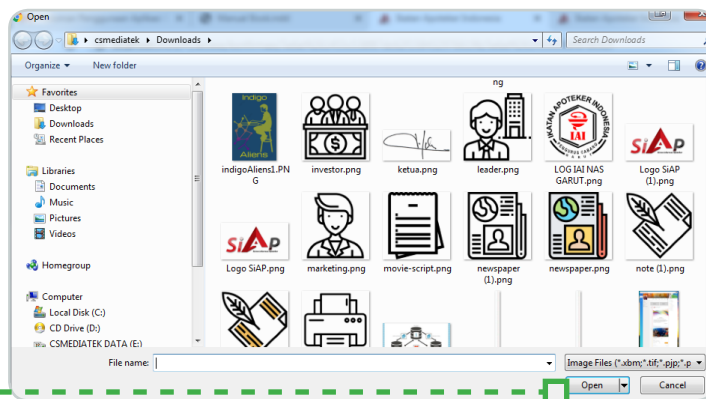 Open
csmediatek ▸ Downloads ▸
Search Downloads
Organize ▼ New folder
ng
Favorites
Desktop
Downloads
Recent Places
Libraries
Documents
Music
Pictures
Videos
Homegroup
Computer
Local Disk (C:)
CD Drive (D:)
CSMEDIATEK DATA (E:)
Indigo
Aliens
IKATAN APOTEKER INDONESIA
IAI
SiAP
indigoAliens1.PN
G
investor.png
ketua.png
leader.png
LOG IAI NAS
GARUT.png
Logo SiAP
(1).png
SiAP
Logo SiAP.png
marketing.png
movie-script.png
newspaper
(1).png
newspaper.png
note (1).png
File name:
Image Files (*.xbm;*.tif;*.pjp;*.p
Open
Cancel